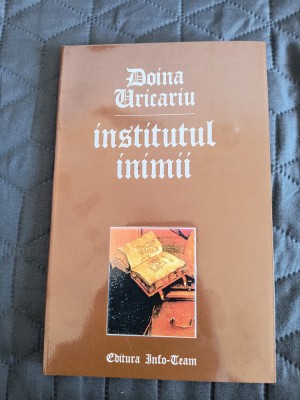 Doina
Uricariu
institutul
inimii
Editura Info-Team